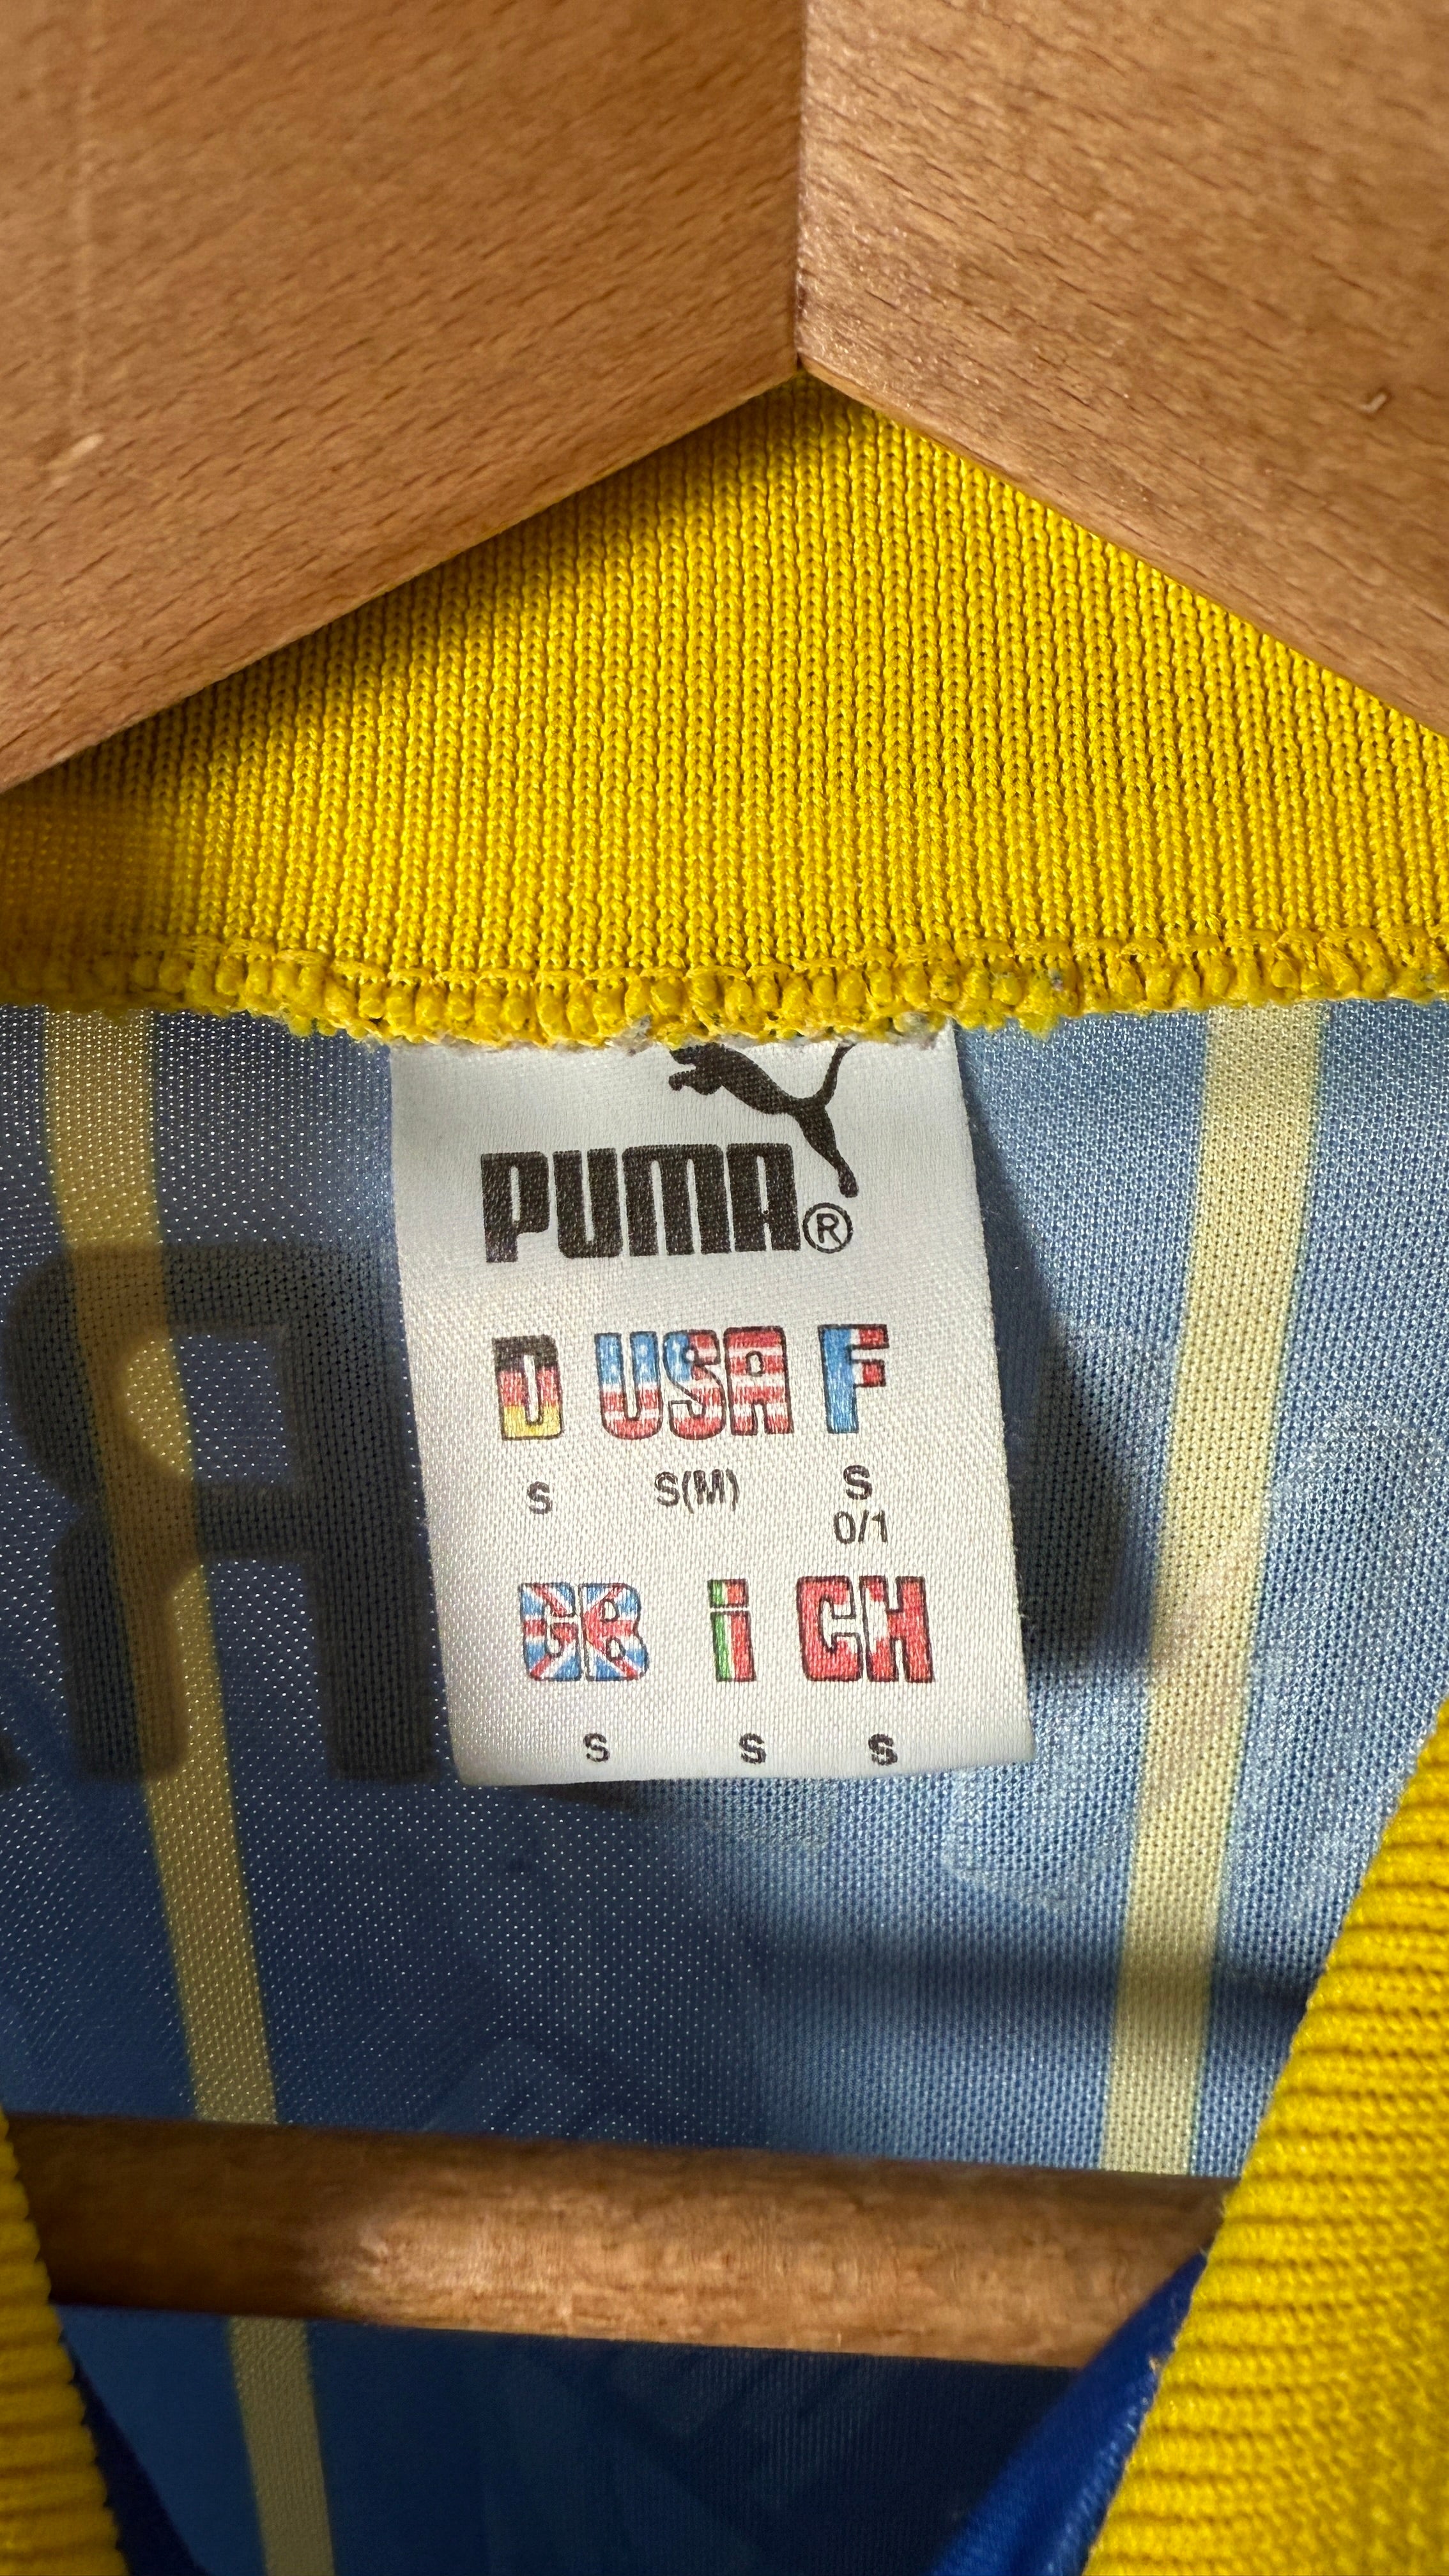 PUMA®
D USA F
S S(M) S
0/1
GB i CH
S S S